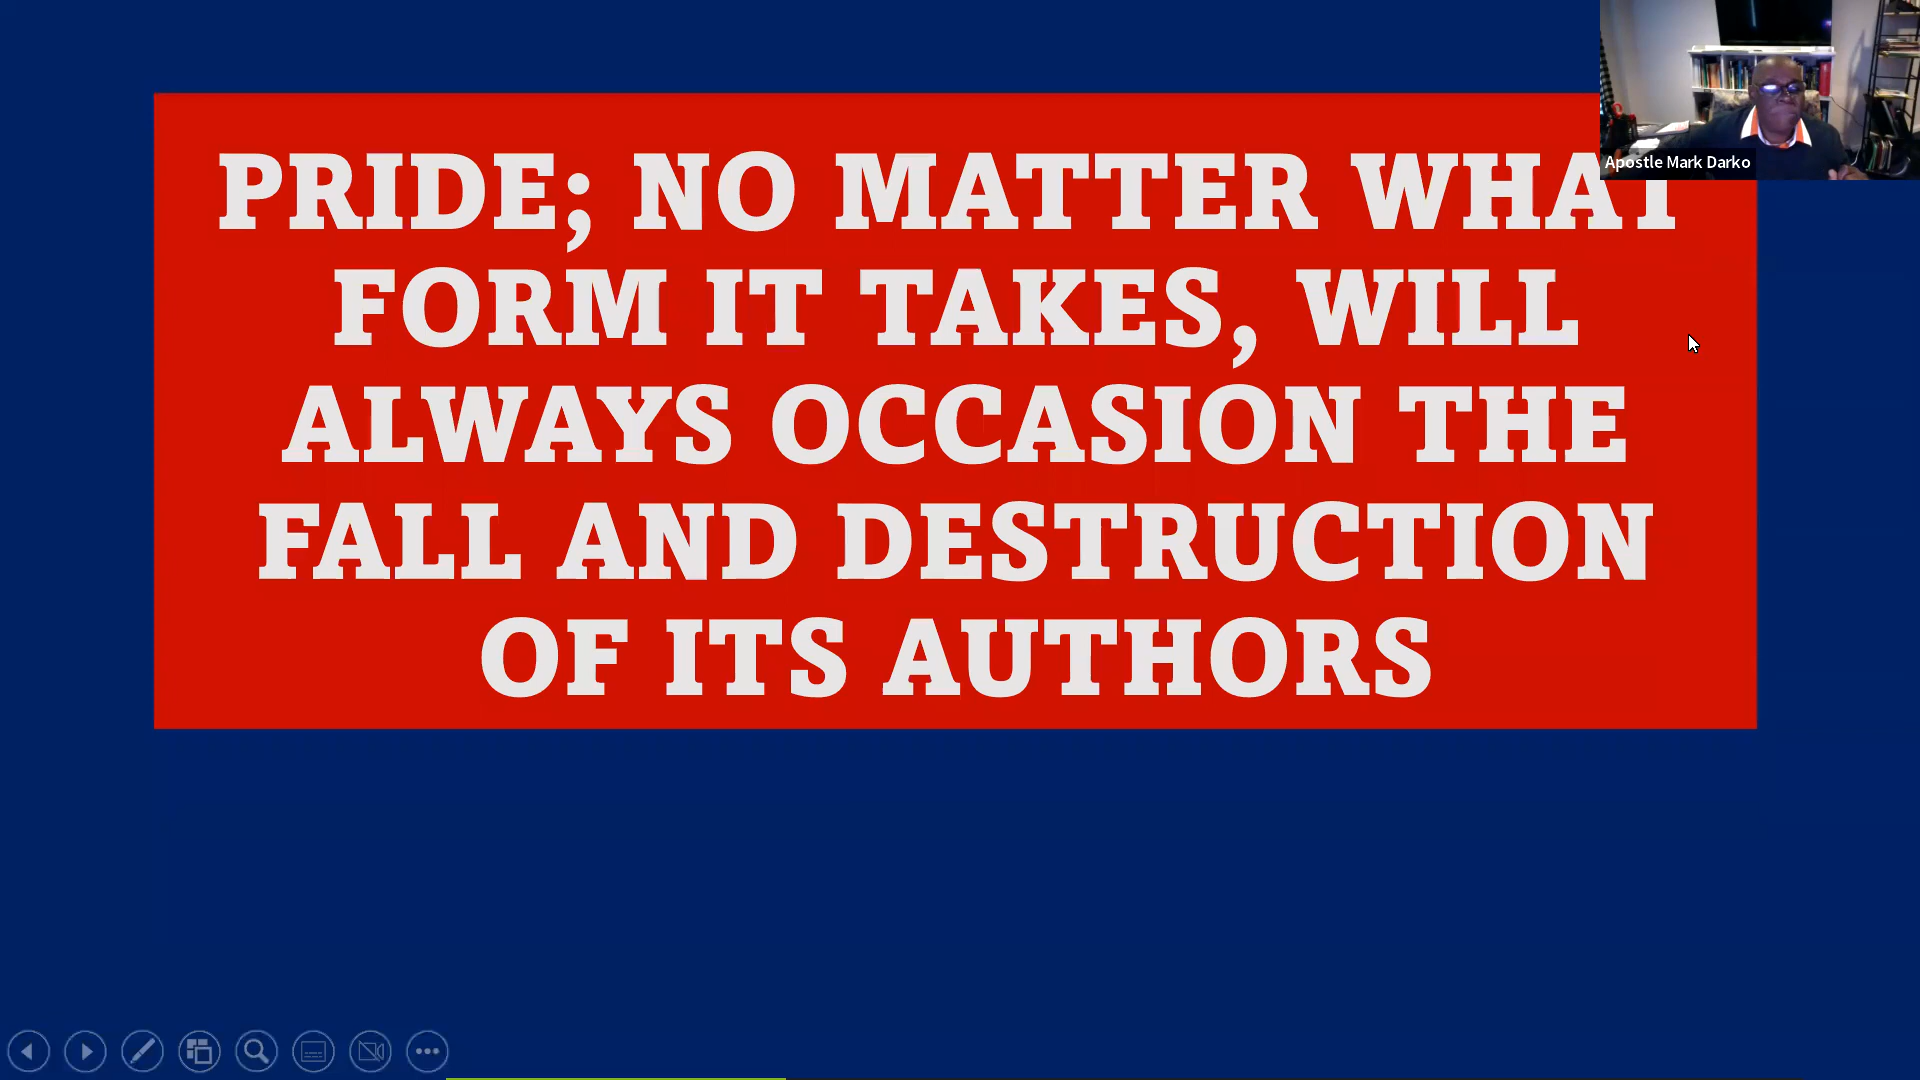 PRIDE; NO MATTER WHAT
FORM IT TAKES, WILL
ALWAYS OCCASION THE
FALL AND DESTRUCTION
OF ITS AUTHORS
Apostle Mark Darko